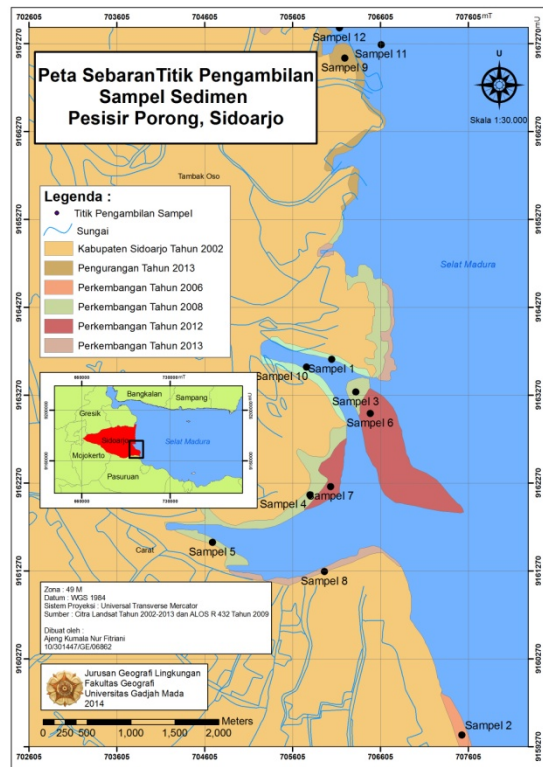 702605 703605 704605 705605 706605 707605 mT
9167270
9166270
9165270
9164270
9163270
9162270
9161270
9160270
9159270
Peta SebaranTitik Pengambilan
Sampel Sedimen
Pesisir Porong, Sidoarjo
Sampel 12
Sampel 11
Sampel 9
U
Skala 1:30.000
Tambak Oso
Legenda :
Titik Pengambilan Sampel
Sungai
Kabupaten Sidoarjo Tahun 2002
Pengurangan Tahun 2013
Perkembangan Tahun 2006
Perkembangan Tahun 2008
Perkembangan Tahun 2012
Perkembangan Tahun 2013
Selat Madura
Sampel 1
Sampel 10
Sampel 3
Sampel 6
Sampel 7
Sampel 4
Sampel 5
Carat
Sampel 8
Sampel 2
Bangkalan
Sampang
Gresik
Sidoarjo
Selat Madura
Mojokerto
Pasuruan
Zona : 49 M
Datum : WGS 1984
Sistem Proyeksi : Universal Transverse Mercator
Sumber : Citra Landsat Tahun 2002-2013 dan ALOS R 432 Tahun 2009
Dibuat oleh :
Ajeng Kumala Nur Fitriani
10/301447/GE/06862
Jurusan Geografi Lingkungan
Fakultas Geografi
Universitas Gadjah Mada
2014
Meters
0 250 500 1,000 1,500 2,000
702605 703605 704605 705605 706605 707605